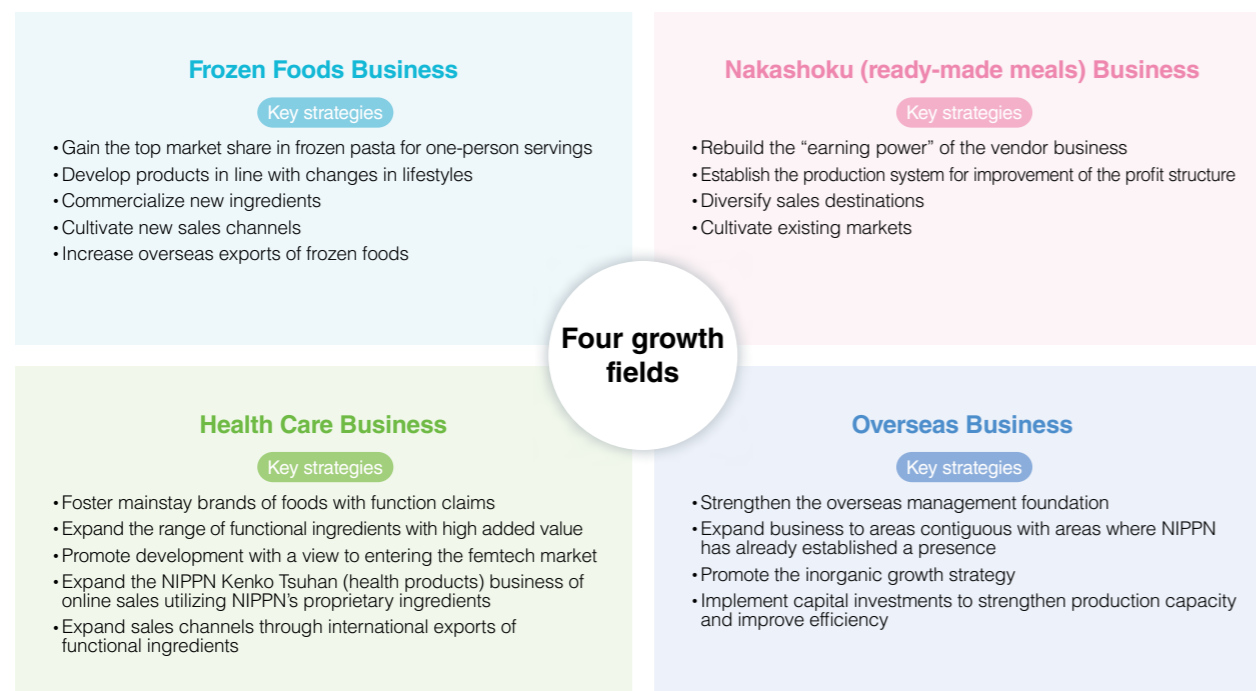 Frozen Foods Business
Key strategies
• Gain the top market share in frozen pasta for one-person servings
• Develop products in line with changes in lifestyles
• Commercialize new ingredients
• Cultivate new sales channels
• Increase overseas exports of frozen foods
Nakashoku (ready-made meals) Business
Key strategies
• Rebuild the “earning power” of the vendor business
• Establish the production system for improvement of the profit structure
• Diversify sales destinations
• Cultivate existing markets
Four growth
fields
Health Care Business
Key strategies
• Foster mainstay brands of foods with function claims
• Expand the range of functional ingredients with high added value
• Promote development with a view to entering the femtech market
• Expand the NIPPN Kenko Tsuhan (health products) business of
online sales utilizing NIPPN’s proprietary ingredients
• Expand sales channels through international exports of
functional ingredients
Overseas Business
Key strategies
• Strengthen the overseas management foundation
• Expand business to areas contiguous with areas where NIPPN
has already established a presence
• Promote the inorganic growth strategy
• Implement capital investments to strengthen production capacity
and improve efficiency